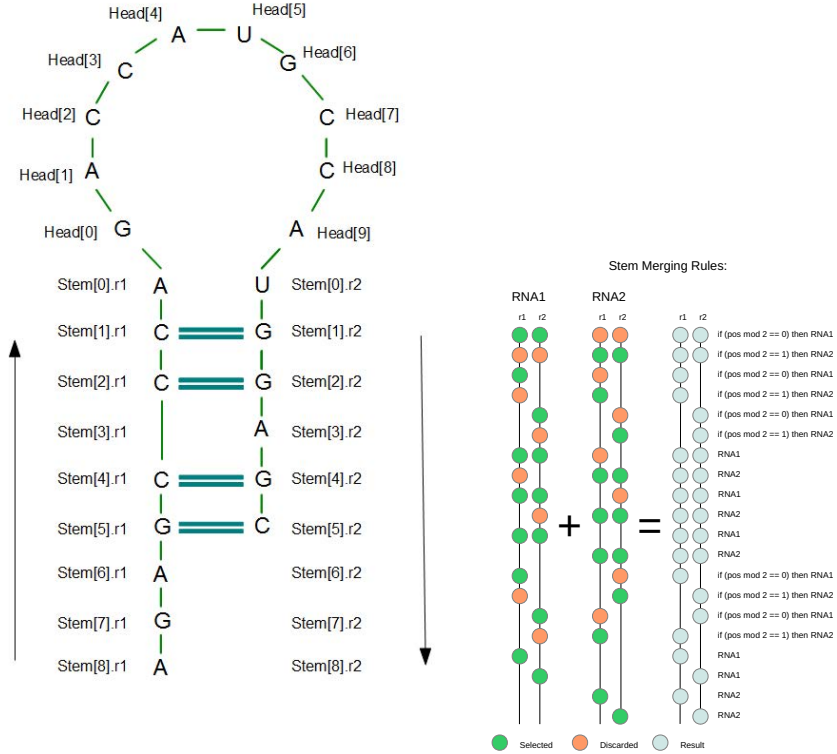 Head[4]
Head[5]
A
U
Head[3]
C
G
Head[6]
Head[2]
C
C
Head[7]
Head[1]
A
C
Head[8]
Head[0]
G
A
Head[9]
Stem[0].r1
A
U
Stem[0].r2
Stem[1].r1
C
G
Stem[1].r2
Stem[2].r1
C
G
Stem[2].r2
Stem[3].r1
A
Stem[3].r2
Stem[4].r1
C
G
Stem[4].r2
Stem[5].r1
G
C
Stem[5].r2
Stem[6].r1
A
Stem[6].r2
Stem[7].r1
G
Stem[7].r2
Stem[8].r1
A
Stem[8].r2
Stem Merging Rules:
RNA1
RNA2
r1
r2
r1
r2
r1
r2
if (pos mod 2 == 0) then RNA1
if (pos mod 2 == 1) then RNA2
if (pos mod 2 == 0) then RNA1
if (pos mod 2 == 1) then RNA2
if (pos mod 2 == 0) then RNA1
if (pos mod 2 == 1) then RNA2
RNA1
RNA2
RNA1
RNA2
+
=
RNA1
RNA2
if (pos mod 2 == 0) then RNA1
if (pos mod 2 == 1) then RNA2
if (pos mod 2 == 0) then RNA1
if (pos mod 2 == 1) then RNA2
RNA1
RNA1
RNA2
RNA2
Selected
Discarded
Result